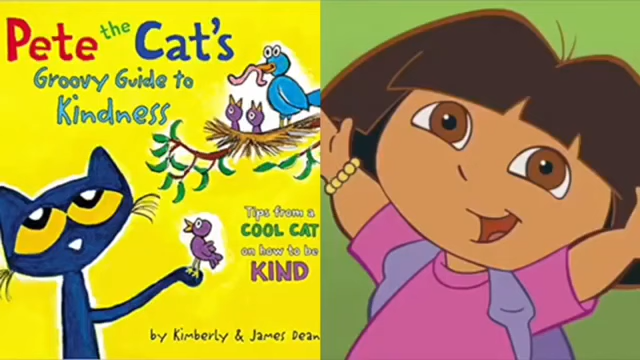 Pete the Cat's
Groovy Guide to
Kindness
Tips from a
COOL CAT
on how to be
KIND
by Kimberly & James Dean